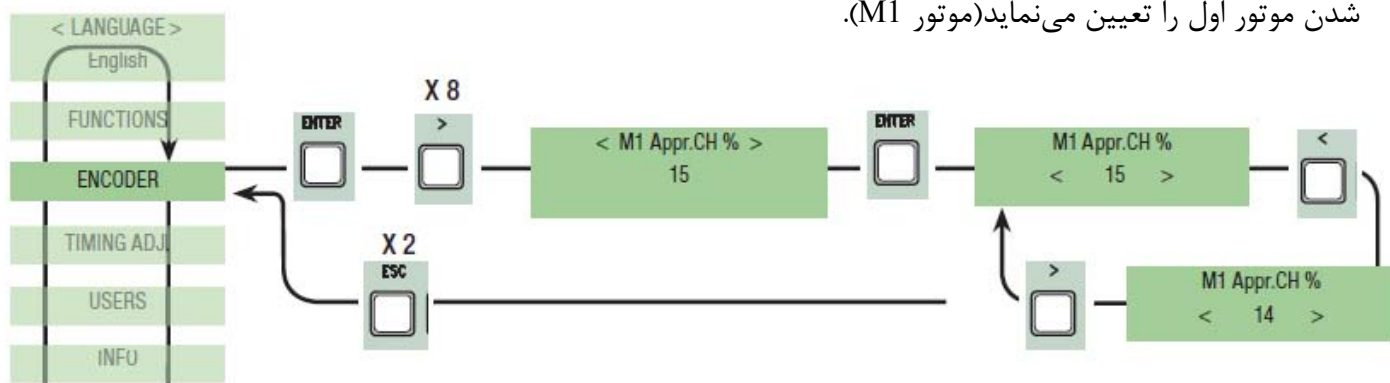 شدن موتور اول را تعیین می‌نماید(موتور M1).
< LANGUAGE >
English
FUNCTIONS
ENCODER
TIMING ADJ.
USERS
INFO
ENTER
X 8
>
< M1 Appr.CH % >
15
ENTER
M1 Appr.CH %
< 15 >
<
M1 Appr.CH %
< 14 >
>
X 2
ESC